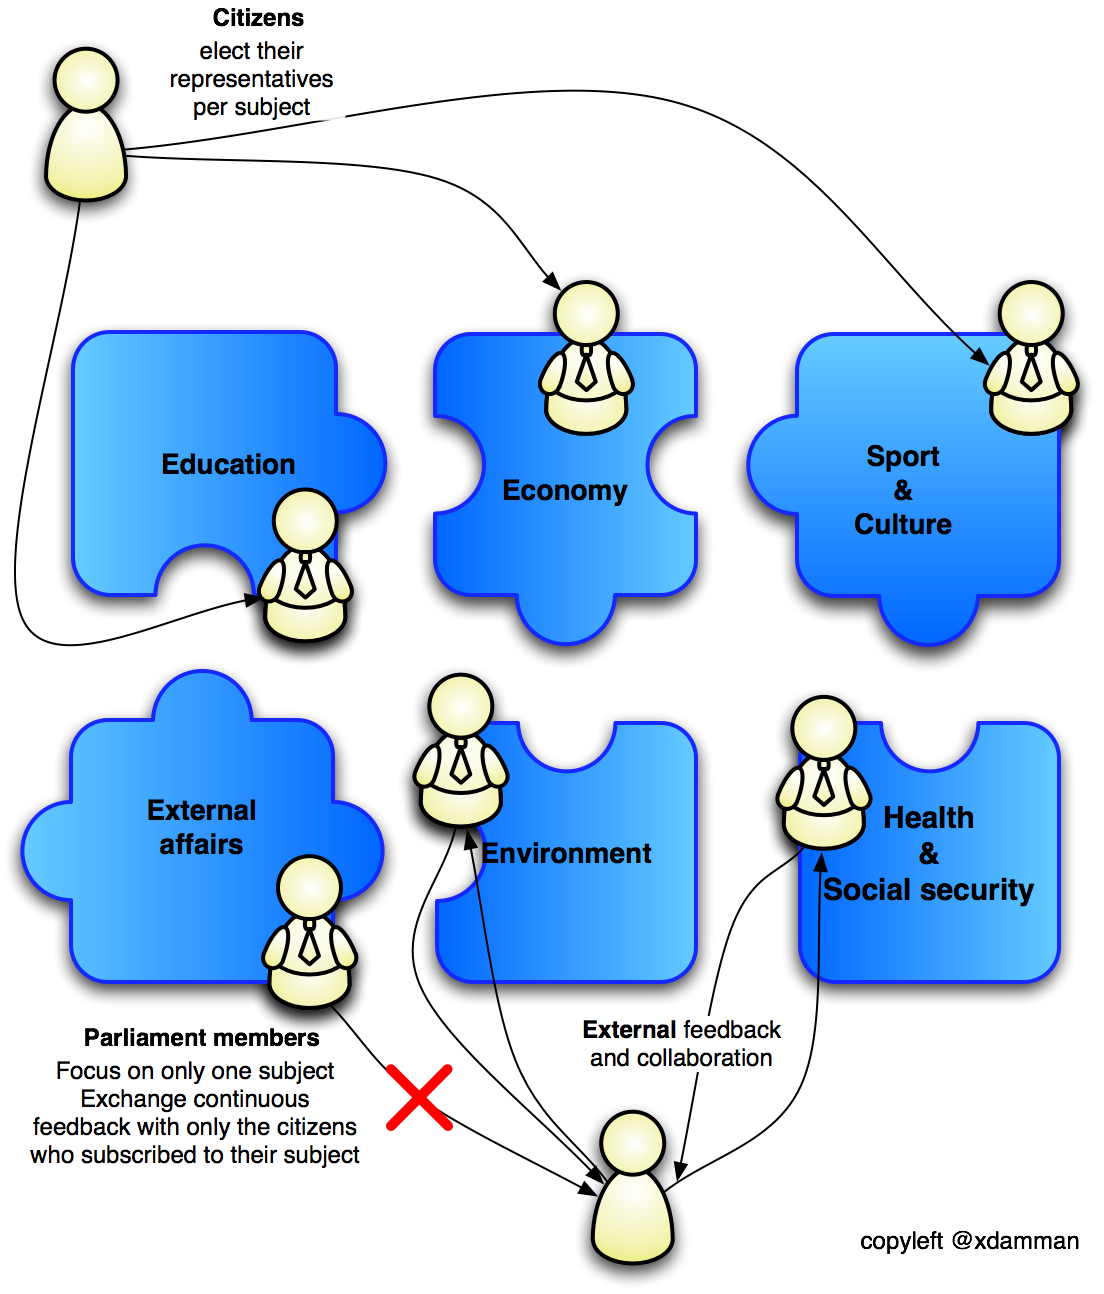 Citizens
elect their
representatives
per subject
Education
Economy
Sport
&
Culture
External
affairs
Environment
Health
&
Social security
Parliament members
Focus on only one subject
Exchange continuous
feedback with only the citizens
who subscribed to their subject
External feedback
and collaboration
copyleft @xdamman